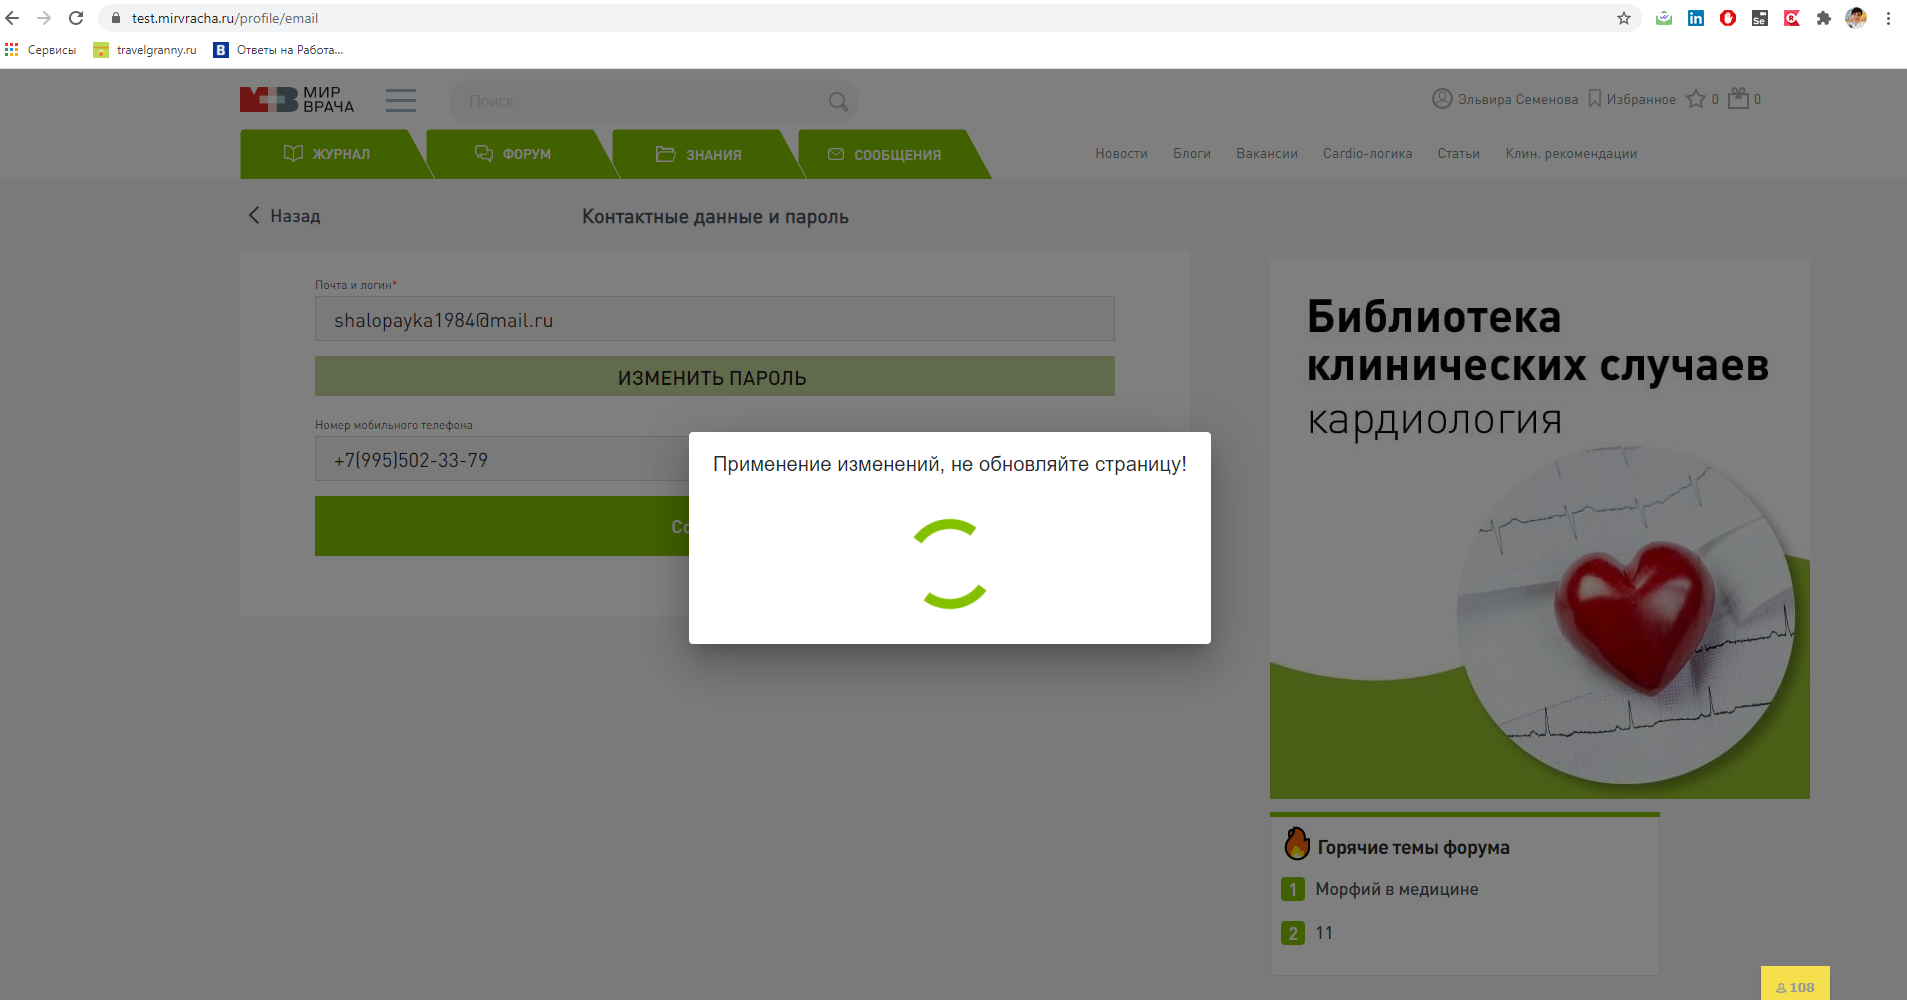 test.mirvracha.ru/profile/email
Сервисы
travelgranny.ru
Ответы на Работа...
МИР
ВРАЧА
Поиск
Эльвира Семенова
Избранное
0
0
ЖУРНАЛ
ФОРУМ
ЗНАНИЯ
СООБЩЕНИЯ
Новости
Блоги
Вакансии
Cardio-логика
Статьи
Клин. рекомендации
Назад
Контактные данные и пароль
Почта и логин*
shalopayka1984@mail.ru
ИЗМЕНИТЬ ПАРОЛЬ
Номер мобильного телефона
+7(995)502-33-79
Применение изменений, не обновляйте страницу!
Библиотека
клинических случаев
кардиология
Горячие темы форума
1 Морфий в медицине
2 11
108